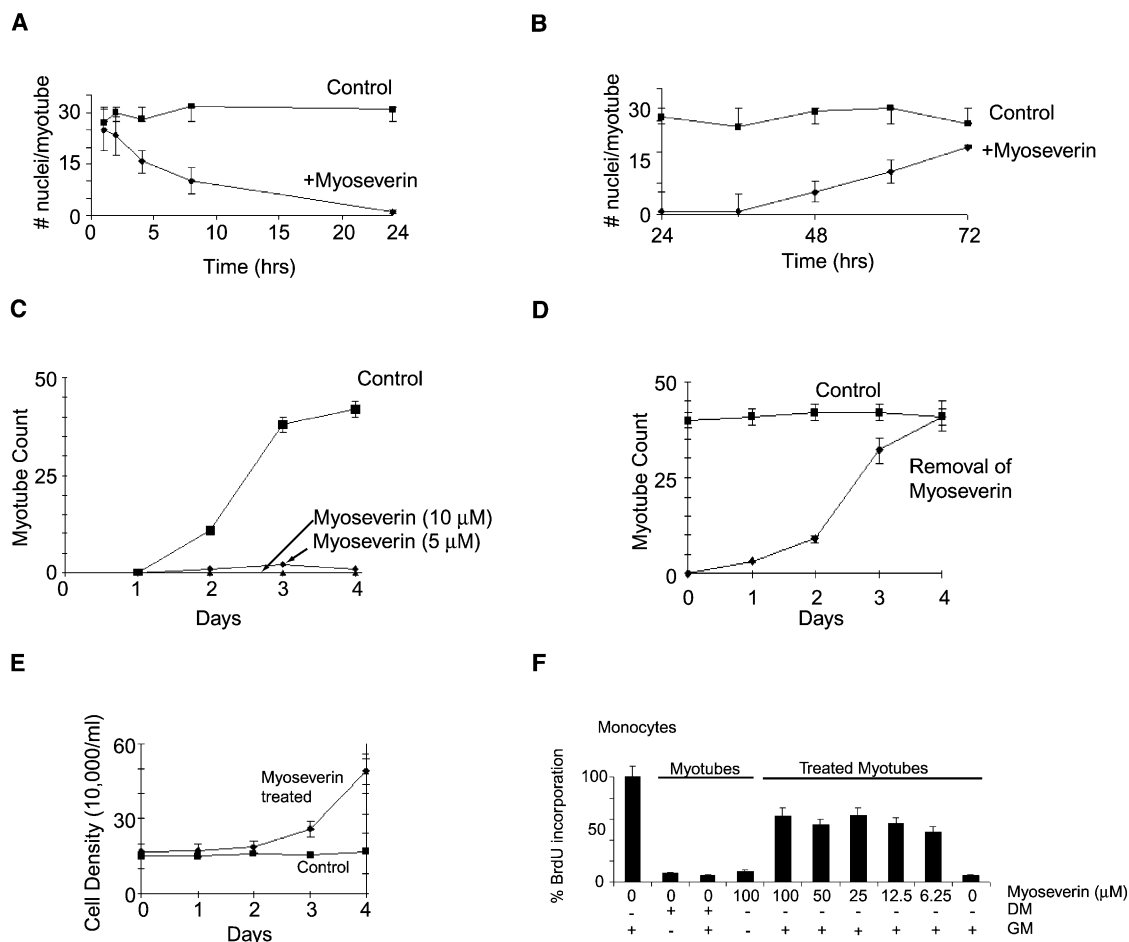 A
# nuclei/myotube
30
15
0
Control
+Myoseverin
0 5 10 15 20 24
Time (hrs)
B
# nuclei/myotube
30
15
0
Control
+Myoseverin
24 48 72
Time (hrs)
C
Myotube Count
50
25
0
Control
Myoseverin (10 µM)
Myoseverin (5 µM)
0 1 2 3 4
Days
D
Myotube Count
50
25
0
Control
Removal of
Myoseverin
0 1 2 3 4
Days
E
Cell Density (10,000/ml)
60
30
0
Myoseverin
treated
Control
0 1 2 3 4
Days
F
Monocytes
% BrdU incorporation
100
50
0
Myotubes
Treated Myotubes
0 0 0 100 100 50 25 12.5 6.25 0 Myoseverin (µM)
- + + - - - - - - - DM
+ - + - + + + + + + GM